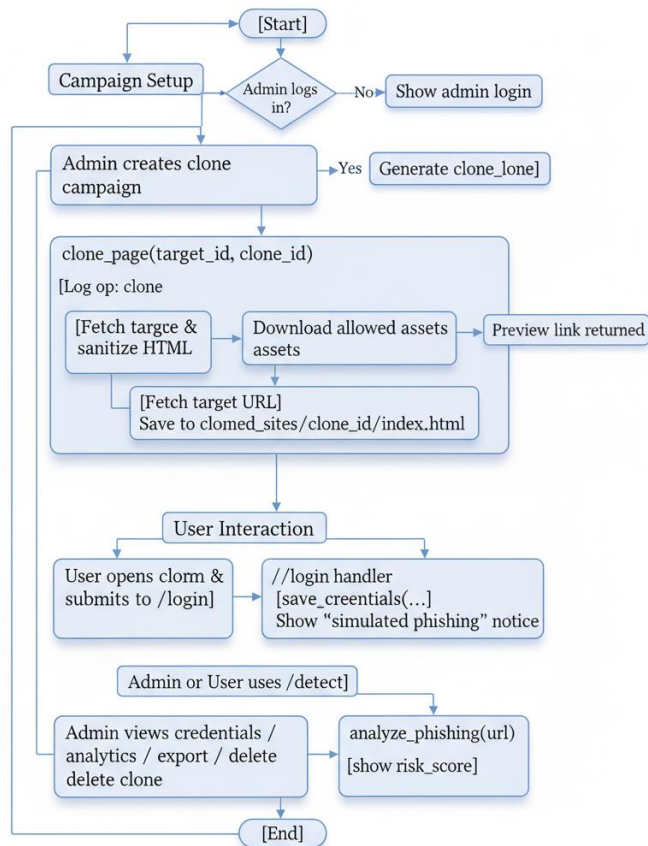 [Start]
Campaign Setup
Admin logs
in?
No
Show admin login
Admin creates clone
campaign
Yes
Generate clone_lone]
clone_page(target_id, clone_id)
[Log op: clone
[Fetch targce &
sanitize HTML
Download allowed assets
assets
Preview link returned
[Fetch target URL]
Save to clomed_sites/clone_id/index.html
User Interaction
User opens clorm &
submits to /login]
//login handler
[save_creentials(...]
Show “simulated phishing” notice
Admin or User uses /detect]
Admin views credentials /
analytics / export / delete
delete clone
analyze_phishing(url)
[show risk_score]
[End]